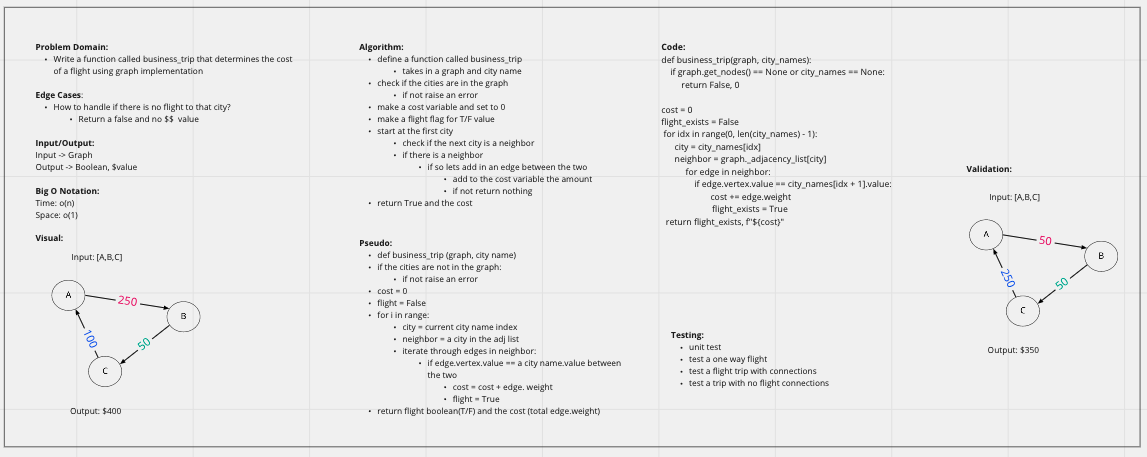 Problem Domain:
• Write a function called business_trip that determines the cost
of a flight using graph implementation
Edge Cases:
• How to handle if there is no flight to that city?
• Return a false and no $$ value
Input/Output:
Input -> Graph
Output -> Boolean, $value
Big O Notation:
Time: o(n)
Space: o(1)
Visual:
Input: [A,B,C]
A
250
B
100
50
C
Output: $400
Algorithm:
• define a function called business_trip
• takes in a graph and city name
• check if the cities are in the graph
• if not raise an error
• make a cost variable and set to 0
• make a flight flag for T/F value
• start at the first city
• check if the next city is a neighbor
• if there is a neighbor
• if so lets add in an edge between the two
• add to the cost variable the amount
• if not return nothing
• return True and the cost
Pseudo:
• def business_trip (graph, city name)
• if the cities are not in the graph:
• if not raise an error
• cost = 0
• flight = False
• for i in range:
• city = current city name index
• neighbor = a city in the adj list
• iterate through edges in neighbor:
• if edge.vertex.value == a city name.value between
the two
• cost = cost + edge. weight
• flight = True
• return flight boolean(T/F) and the cost (total edge.weight)
Code:
def business_trip(graph, city_names):
if graph.get_nodes() == None or city_names == None:
return False, 0
cost = 0
flight_exists = False
for idx in range(0, len(city_names) - 1):
city = city_names[idx]
neighbor = graph._adjacency_list[city]
for edge in neighbor:
if edge.vertex.value == city_names[idx + 1].value:
cost += edge.weight
flight_exists = True
return flight_exists, f"${cost}"
Testing:
• unit test
• test a one way flight
• test a flight trip with connections
• test a trip with no flight connections
Validation:
Input: [A,B,C]
A
50
B
250
50
C
Output: $350